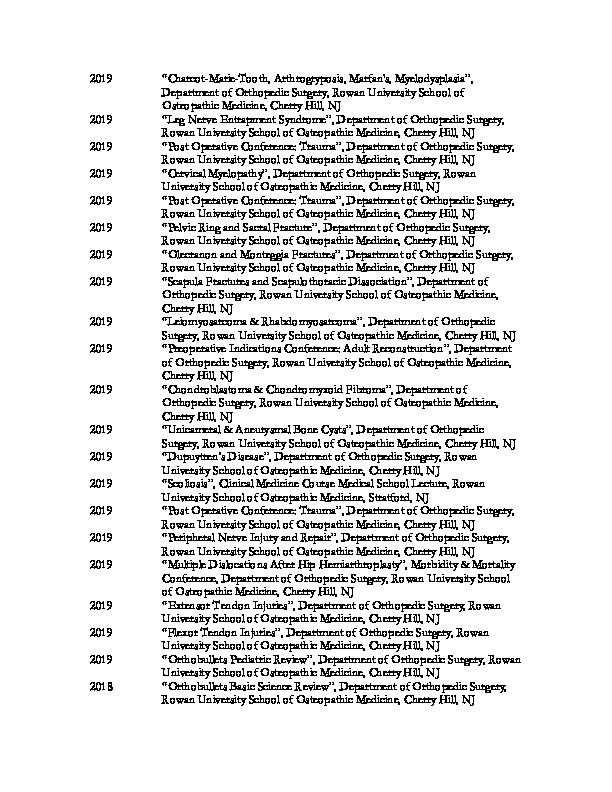 2019 “Charcot-Marie-Tooth, Arthrogryposis, Marfan's, Myelodysplasia”,
Department of Orthopedic Surgery, Rowan University School of
Osteopathic Medicine, Cherry Hill, NJ
2019 “Leg Nerve Entrapment Syndrome”, Department of Orthopedic Surgery,
Rowan University School of Osteopathic Medicine, Cherry Hill, NJ
2019 “Post Operative Conference: Trauma”, Department of Orthopedic Surgery,
Rowan University School of Osteopathic Medicine, Cherry Hill, NJ
2019 “Cervical Myelopathy”, Department of Orthopedic Surgery, Rowan
University School of Osteopathic Medicine, Cherry Hill, NJ
2019 “Post Operative Conference: Trauma”, Department of Orthopedic Surgery,
Rowan University School of Osteopathic Medicine, Cherry Hill, NJ
2019 “Pelvic Ring and Sacral Fracture”, Department of Orthopedic Surgery,
Rowan University School of Osteopathic Medicine, Cherry Hill, NJ
2019 “Olecranon and Monteggia Fractures”, Department of Orthopedic Surgery,
Rowan University School of Osteopathic Medicine, Cherry Hill, NJ
2019 “Scapula Fractures and Scapulothoracic Dissociation”, Department of
Orthopedic Surgery, Rowan University School of Osteopathic Medicine,
Cherry Hill, NJ
2019 “Leiomyosarcoma & Rhabdomyosarcoma”, Department of Orthopedic
Surgery, Rowan University School of Osteopathic Medicine, Cherry Hill, NJ
2019 “Preoperative Indications Conference: Adult Reconstruction”, Department
of Orthopedic Surgery, Rowan University School of Osteopathic Medicine,
Cherry Hill, NJ
2019 “Chondroblastoma & Chondromyxoid Fibroma”, Department of
Orthopedic Surgery, Rowan University School of Osteopathic Medicine,
Cherry Hill, NJ
2019 “Unicameral & Aneurysmal Bone Cysts”, Department of Orthopedic
Surgery, Rowan University School of Osteopathic Medicine, Cherry Hill, NJ
2019 “Dupuytren's Disease”, Department of Orthopedic Surgery, Rowan
University School of Osteopathic Medicine, Cherry Hill, NJ
2019 “Scoliosis”, Clinical Medicine Course Medical School Lecture, Rowan
University School of Osteopathic Medicine, Stratford, NJ
2019 “Post Operative Conference: Trauma”, Department of Orthopedic Surgery,
Rowan University School of Osteopathic Medicine, Cherry Hill, NJ
2019 “Peripheral Nerve Injury and Repair”, Department of Orthopedic Surgery,
Rowan University School of Osteopathic Medicine, Cherry Hill, NJ
2019 “Multiple Dislocations After Hip Hemiarthroplasty”, Morbidity & Mortality
Conference, Department of Orthopedic Surgery, Rowan University School
of Osteopathic Medicine, Cherry Hill, NJ
2019 “Extensor Tendon Injuries”, Department of Orthopedic Surgery, Rowan
University School of Osteopathic Medicine, Cherry Hill, NJ
2019 “Flexor Tendon Injuries”, Department of Orthopedic Surgery, Rowan
University School of Osteopathic Medicine, Cherry Hill, NJ
2019 “Orthobullets Pediatric Review”, Department of Orthopedic Surgery, Rowan
University School of Osteopathic Medicine, Cherry Hill, NJ
2018 “Orthobullets Basic Science Review”, Department of Orthopedic Surgery,
Rowan University School of Osteopathic Medicine, Cherry Hill, NJ